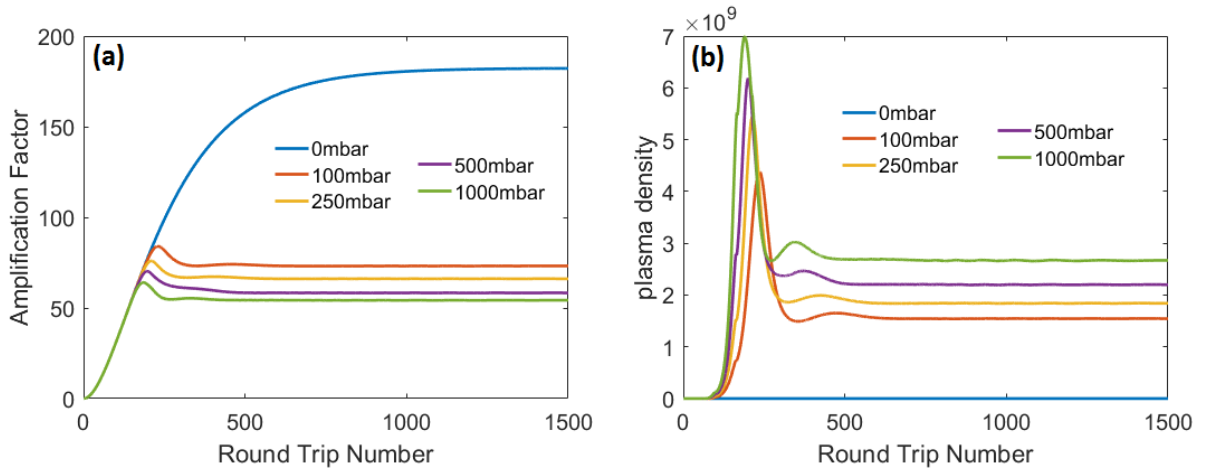 (a)
200
150
100
50
0
Amplification Factor
0mbar
100mbar
250mbar
500mbar
1000mbar
0 500 1000 1500
Round Trip Number
×10⁹
(b)
7
6
5
4
3
2
1
0
plasma density
0mbar
100mbar
250mbar
500mbar
1000mbar
0 500 1000 1500
Round Trip Number